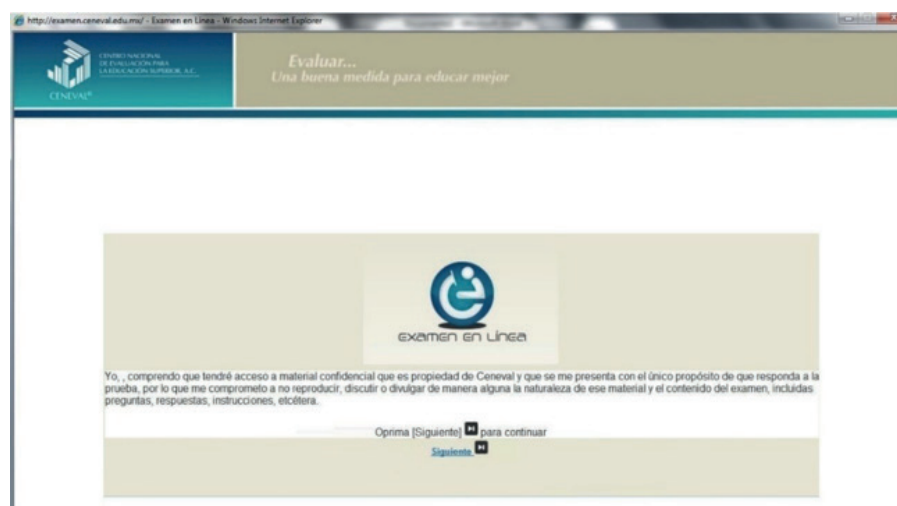 http://examen.ceneval.edu.mx/ - Examen en Línea - Windows Internet Explorer
CENTRO NACIONAL
DE EVALUACIÓN PARA
LA EDUCACIÓN SUPERIOR, A.C.
CENEVAL®
Evaluar...
Una buena medida para educar mejor
examen en Línea
Yo, , comprendo que tendré acceso a material confidencial que es propiedad de Ceneval y que se me presenta con el único propósito de que responda a la
prueba, por lo que me comprometo a no reproducir, discutir o divulgar de manera alguna la naturaleza de ese material y el contenido del examen, incluidas
preguntas, respuestas, instrucciones, etcétera.
Oprima [Siguiente] para continuar
Siguiente